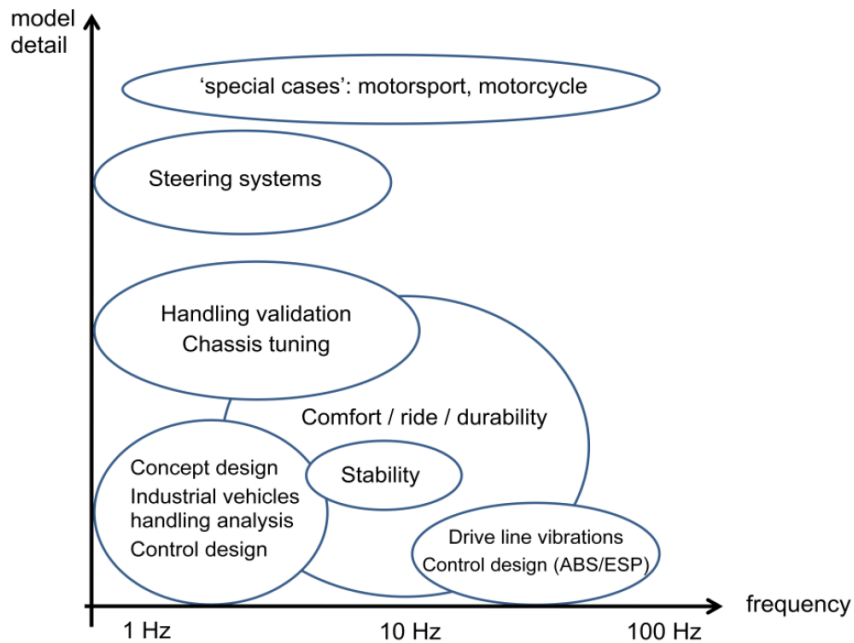 model
detail
'special cases': motorsport, motorcycle
Steering systems
Handling validation
Chassis tuning
Comfort / ride / durability
Concept design
Industrial vehicles
handling analysis
Control design
Stability
Drive line vibrations
Control design (ABS/ESP)
frequency
1 Hz
10 Hz
100 Hz